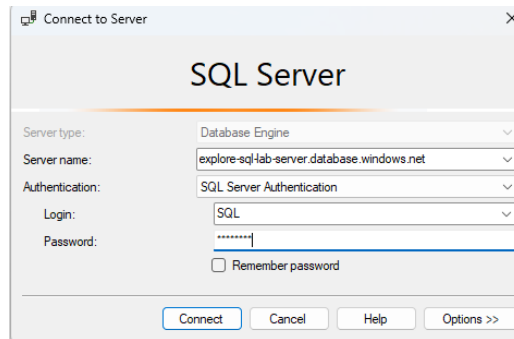 Connect to Server
SQL Server
Server type: Database Engine
Server name: explore-sql-lab-server.database.windows.net
Authentication: SQL Server Authentication
Login: SQL
Password: ********
Remember password
Connect Cancel Help Options >>